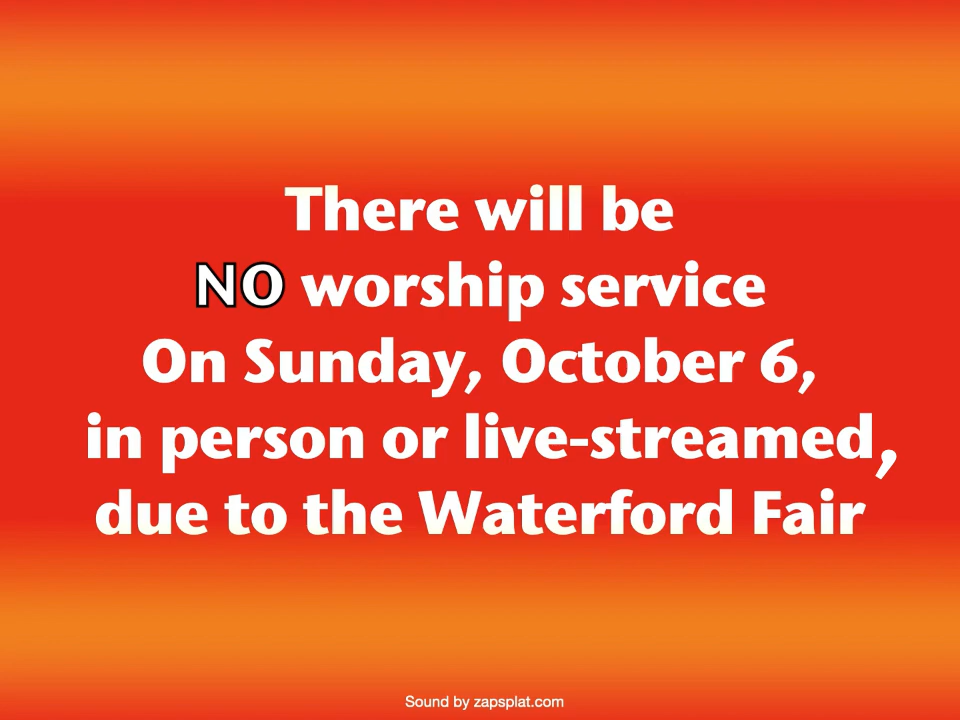 There will be
NO worship service
On Sunday, October 6,
in person or live-streamed,
due to the Waterford Fair
Sound by zapsplat.com